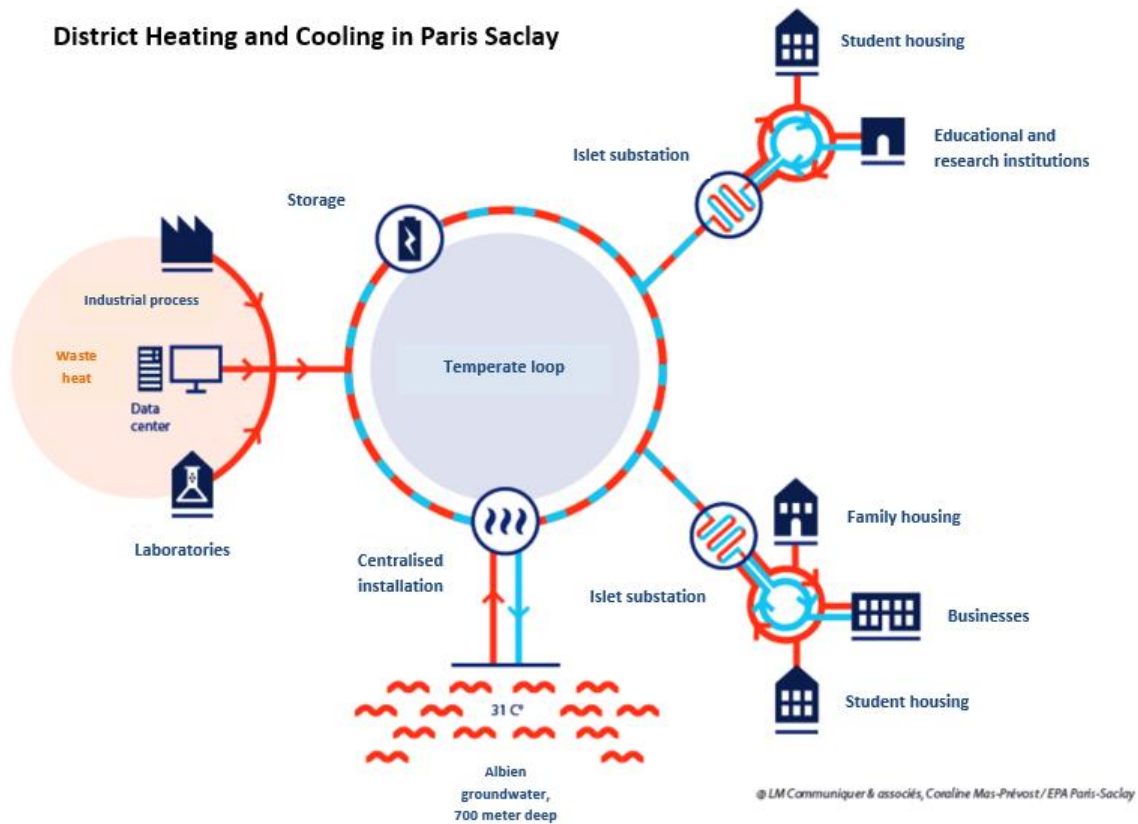 District Heating and Cooling in Paris Saclay
Student housing
Educational and
research institutions
Islet substation
Storage
Industrial process
Waste
heat
Data
center
Laboratories
Temperate loop
Centralised
installation
Islet substation
Family housing
Businesses
Student housing
31 C°
Albien
groundwater,
700 meter deep
@ LM Communiquer & associés, Coraline Mas-Prévost / EPA Paris-Saclay